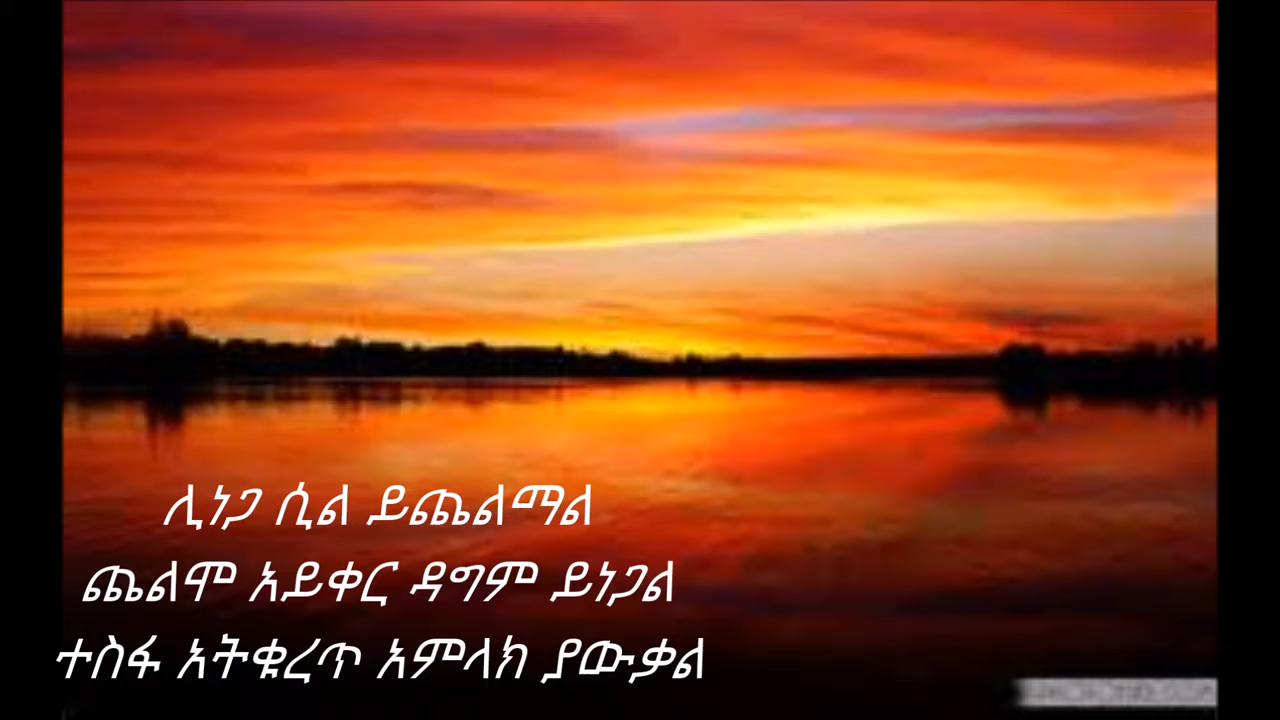 ሊነጋ ሲል ይጨልማል
ጨልሞ አይቀር ዳግም ይነጋል
ተስፋ አትቁረጥ አምላክ ያውቃል